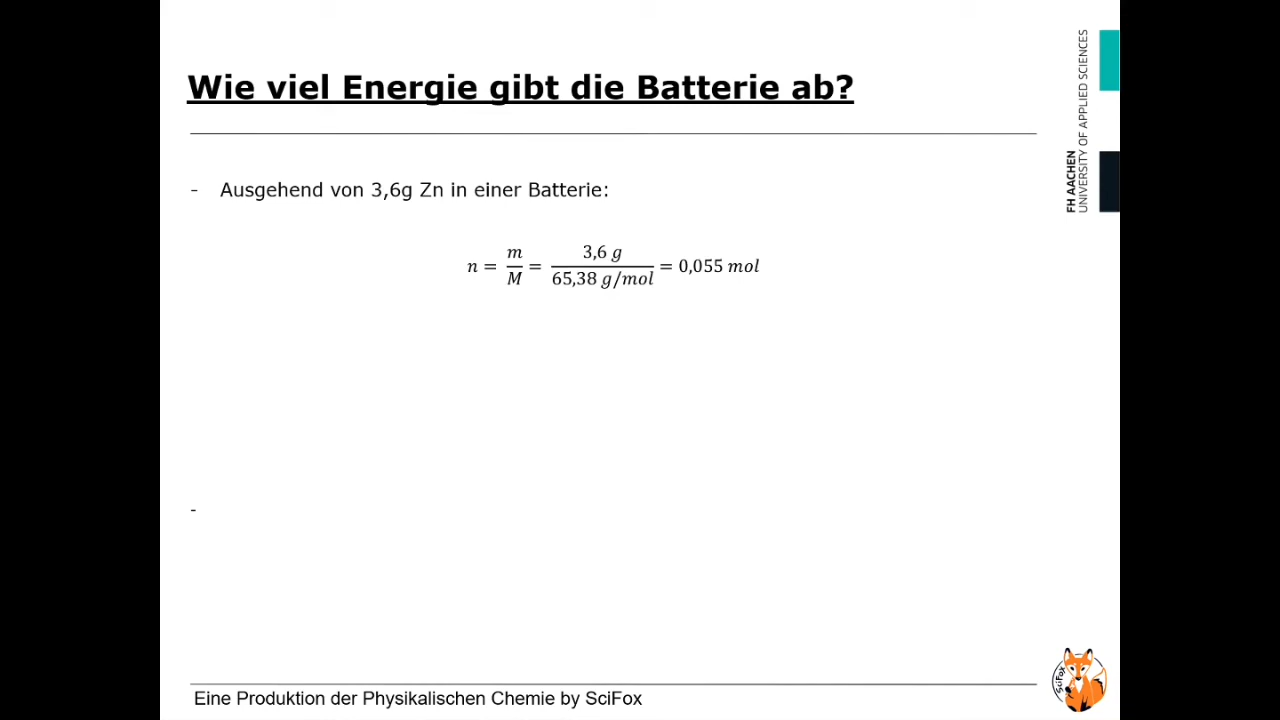 Wie viel Energie gibt die Batterie ab?
FH AACHEN
UNIVERSITY OF APPLIED SCIENCES
- Ausgehend von 3,6g Zn in einer Batterie:
n = m/M = 3,6 g / 65,38 g/mol = 0,055 mol
-
Eine Produktion der Physikalischen Chemie by SciFox
SciFox